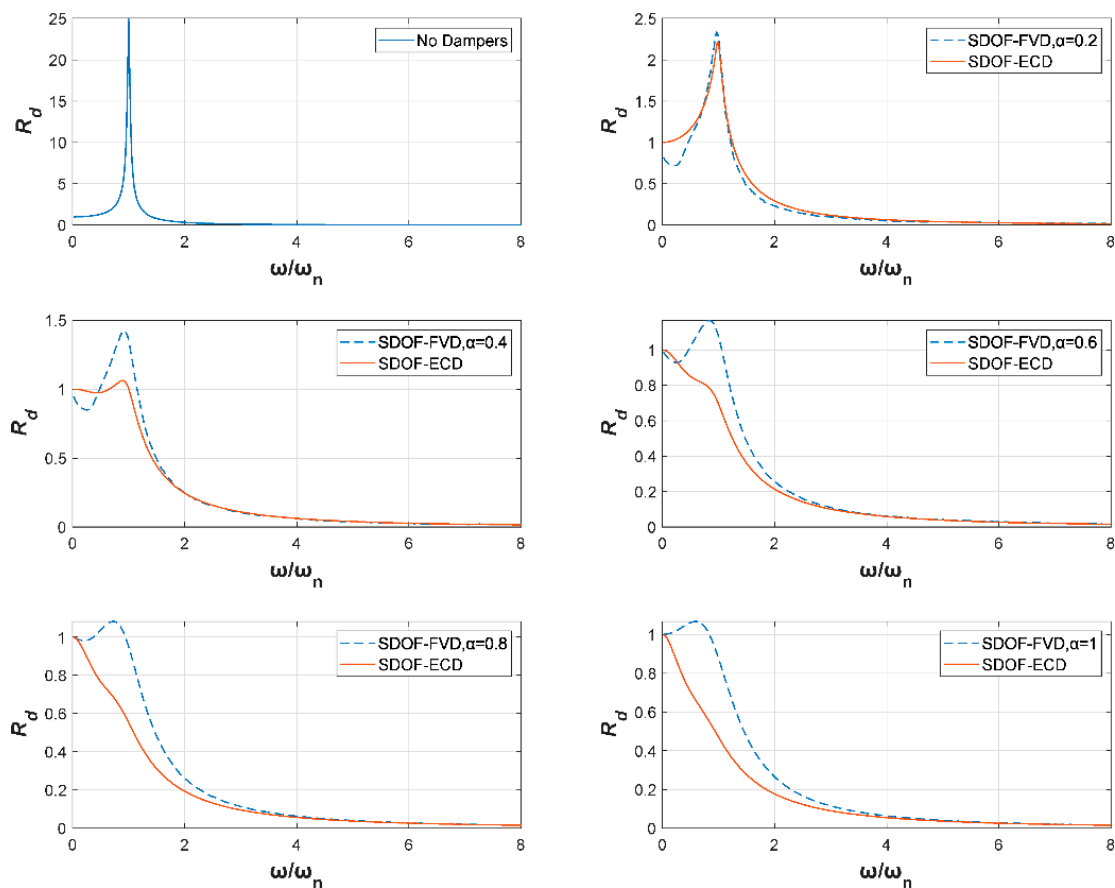 25
20
15
10
5
0
R_d
No Dampers
0 2 4 6 8
ω/ω_n
2.5
2
1.5
1
0.5
0
R_d
SDOF-FVD,α=0.2
SDOF-ECD
0 2 4 6 8
ω/ω_n
1.5
1
0.5
0
R_d
SDOF-FVD,α=0.4
SDOF-ECD
0 2 4 6 8
ω/ω_n
1
0.8
0.6
0.4
0.2
0
R_d
SDOF-FVD,α=0.6
SDOF-ECD
0 2 4 6 8
ω/ω_n
1
0.8
0.6
0.4
0.2
0
R_d
SDOF-FVD,α=0.8
SDOF-ECD
0 2 4 6 8
ω/ω_n
1
0.8
0.6
0.4
0.2
0
R_d
SDOF-FVD,α=1
SDOF-ECD
0 2 4 6 8
ω/ω_n